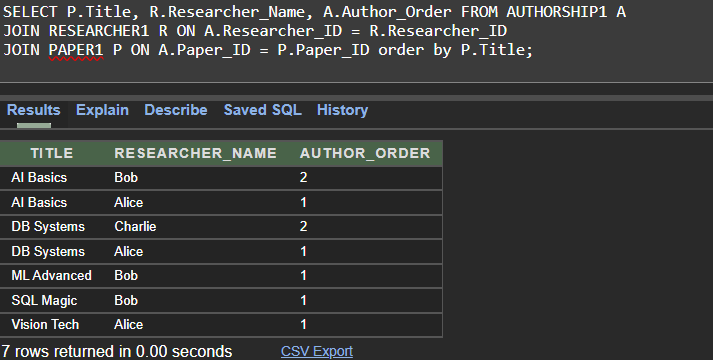 SELECT P.Title, R.Researcher_Name, A.Author_Order FROM AUTHORSHIP1 A
JOIN RESEARCHER1 R ON A.Researcher_ID = R.Researcher_ID
JOIN PAPER1 P ON A.Paper_ID = P.Paper_ID order by P.Title;
Results Explain Describe Saved SQL History
TITLE RESEARCHER_NAME AUTHOR_ORDER
AI Basics Bob 2
AI Basics Alice 1
DB Systems Charlie 2
DB Systems Alice 1
ML Advanced Bob 1
SQL Magic Bob 1
Vision Tech Alice 1
7 rows returned in 0.00 seconds CSV Export